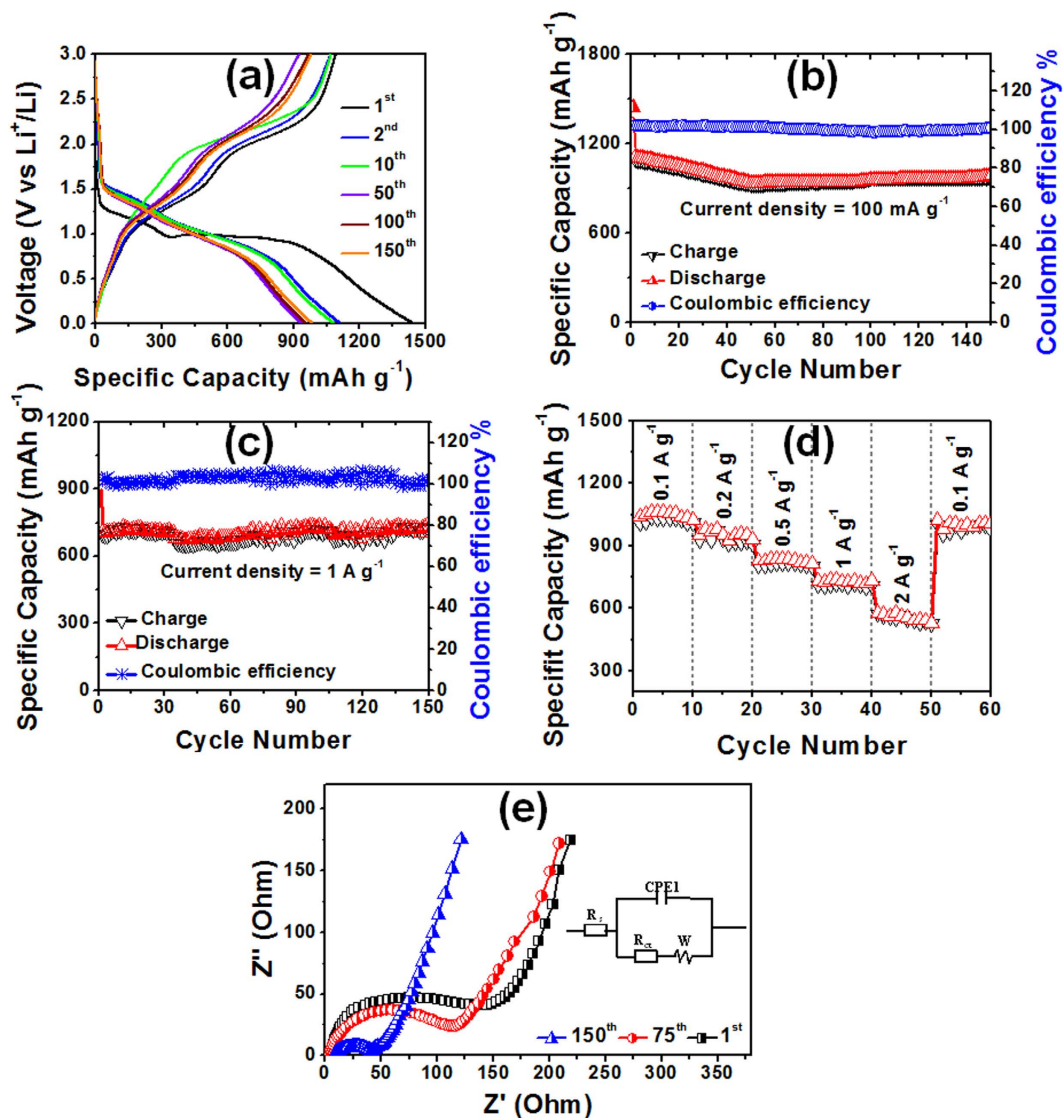 (a)
3.0
2.5
2.0
1.5
1.0
0.5
0.0
Voltage (V vs Li⁺/Li)
1ˢᵗ
2ⁿᵈ
10ᵗʰ
50ᵗʰ
100ᵗʰ
150ᵗʰ
0 300 600 900 1200 1500
Specific Capacity (mAh g⁻¹)
(b)
1800
1500
1200
900
600
300
0
Specific Capacity (mAh g⁻¹)
120
100
80
60
40
20
0
Coulombic efficiency %
Current density = 100 mA g⁻¹
Charge
Discharge
Coulombic efficiency
0 20 40 60 80 100 120 140
Cycle Number
(c)
1200
900
600
300
0
Specific Capacity (mAh g⁻¹)
120
100
80
60
40
20
0
Coulombic efficiency %
Current density = 1 A g⁻¹
Charge
Discharge
Coulombic efficiency
0 30 60 90 120 150
Cycle Number
(d)
1500
1200
900
600
300
Specifit Capacity (mAh g⁻¹)
0.1 A g⁻¹
0.2 A g⁻¹
0.5 A g⁻¹
1 A g⁻¹
2 A g⁻¹
0.1 A g⁻¹
0 10 20 30 40 50 60
Cycle Number
(e)
200
150
100
50
0
Z'' (Ohm)
CPE1
Rₛ
R꜀ₜ
W
150ᵗʰ 75ᵗʰ 1ˢᵗ
0 50 100 150 200 250 300 350
Z' (Ohm)